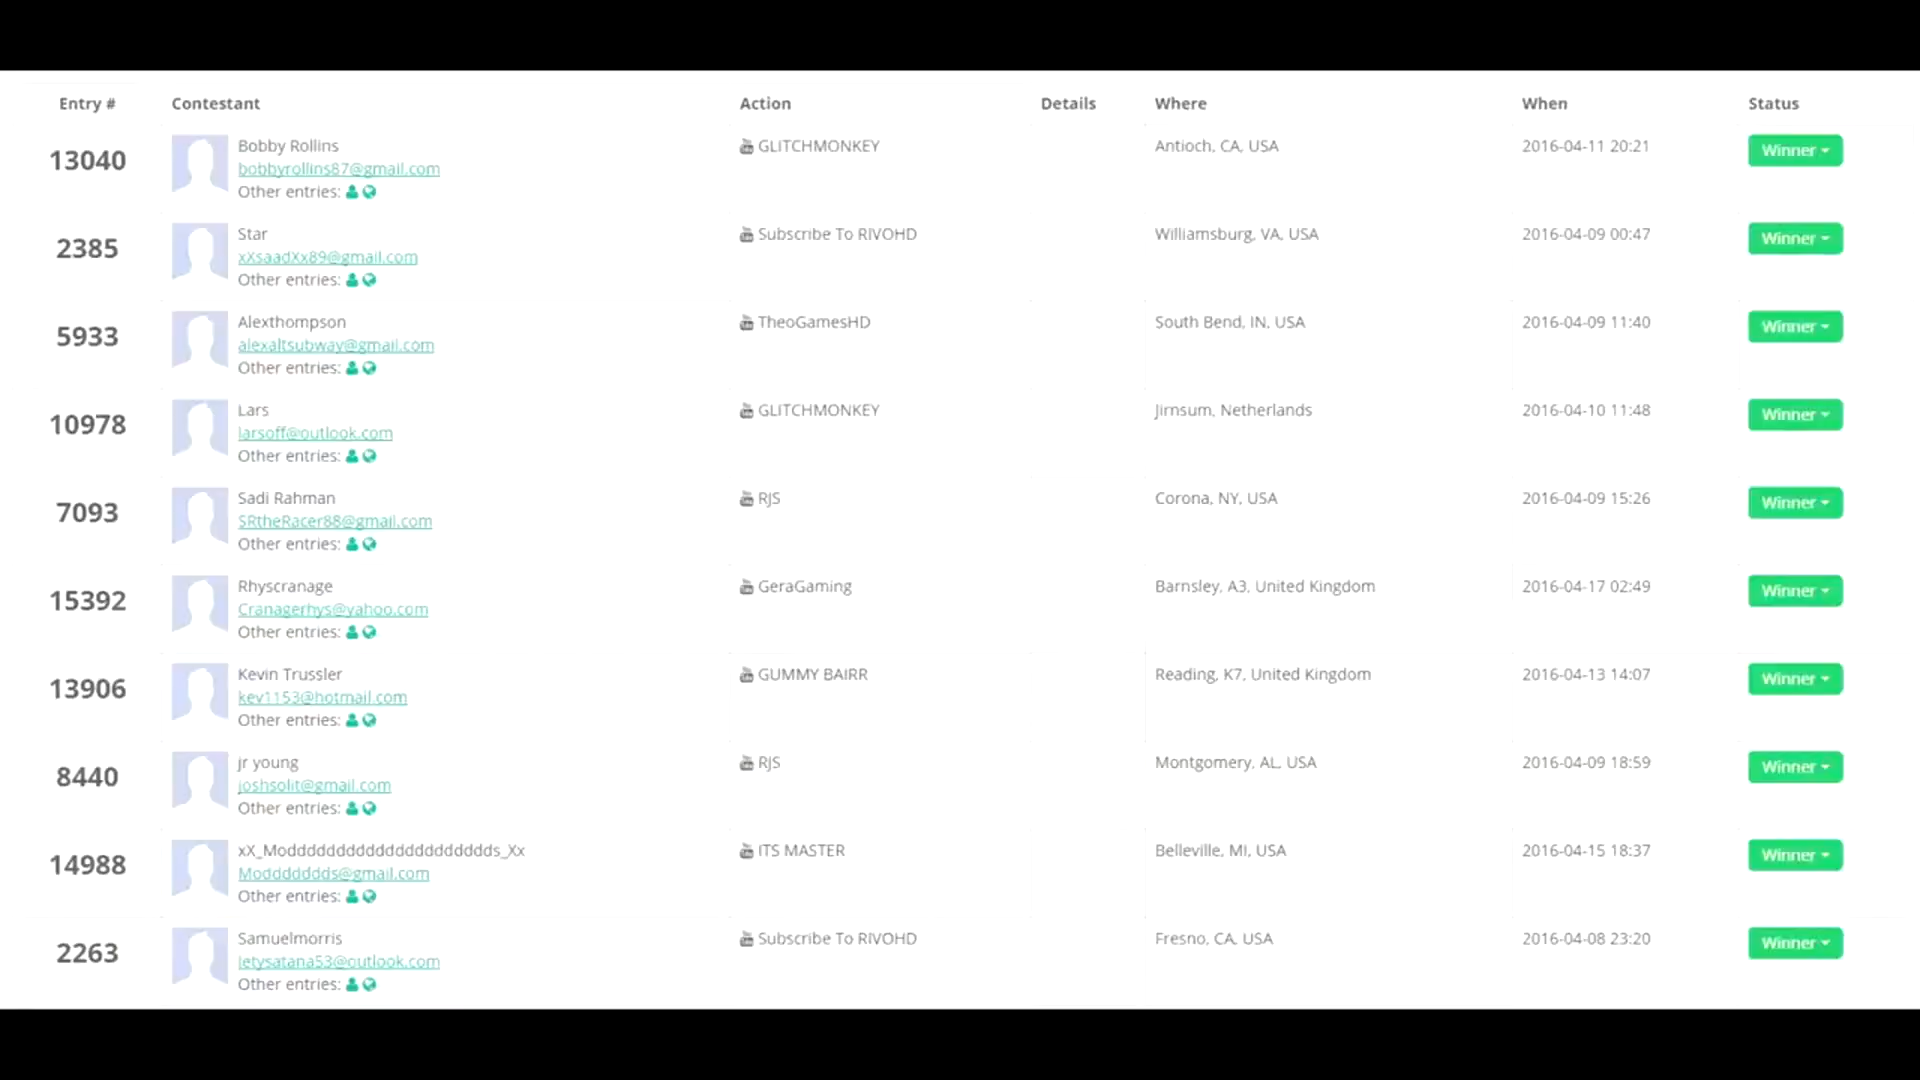 Entry # Contestant Action Details Where When Status
13040 Bobby Rollins GLITCHMONKEY Antioch, CA, USA 2016-04-11 20:21 Winner
bobbyrollins87@gmail.com
Other entries:
2385 Star Subscribe To RIVOHD Williamsburg, VA, USA 2016-04-09 00:47 Winner
xXsaadXx89@gmail.com
Other entries:
5933 Alexthompson TheoGamesHD South Bend, IN, USA 2016-04-09 11:40 Winner
alexaltsubway@gmail.com
Other entries:
10978 Lars GLITCHMONKEY Jirnsum, Netherlands 2016-04-10 11:48 Winner
larsoff@outlook.com
Other entries:
7093 Sadi Rahman RJS Corona, NY, USA 2016-04-09 15:26 Winner
SRtheRacer88@gmail.com
Other entries:
15392 Rhyscranage GeraGaming Barnsley, A3, United Kingdom 2016-04-17 02:49 Winner
Cranagerhys@yahoo.com
Other entries:
13906 Kevin Trussler GUMMY BAIRR Reading, K7, United Kingdom 2016-04-13 14:07 Winner
kev1153@hotmail.com
Other entries:
8440 jr young RJS Montgomery, AL, USA 2016-04-09 18:59 Winner
joshsolit@gmail.com
Other entries:
14988 xX_Moddddddddddddddddddddds_Xx ITS MASTER Belleville, MI, USA 2016-04-15 18:37 Winner
Moddddddds@gmail.com
Other entries:
2263 Samuelmorris Subscribe To RIVOHD Fresno, CA, USA 2016-04-08 23:20 Winner
letysatana53@outlook.com
Other entries: